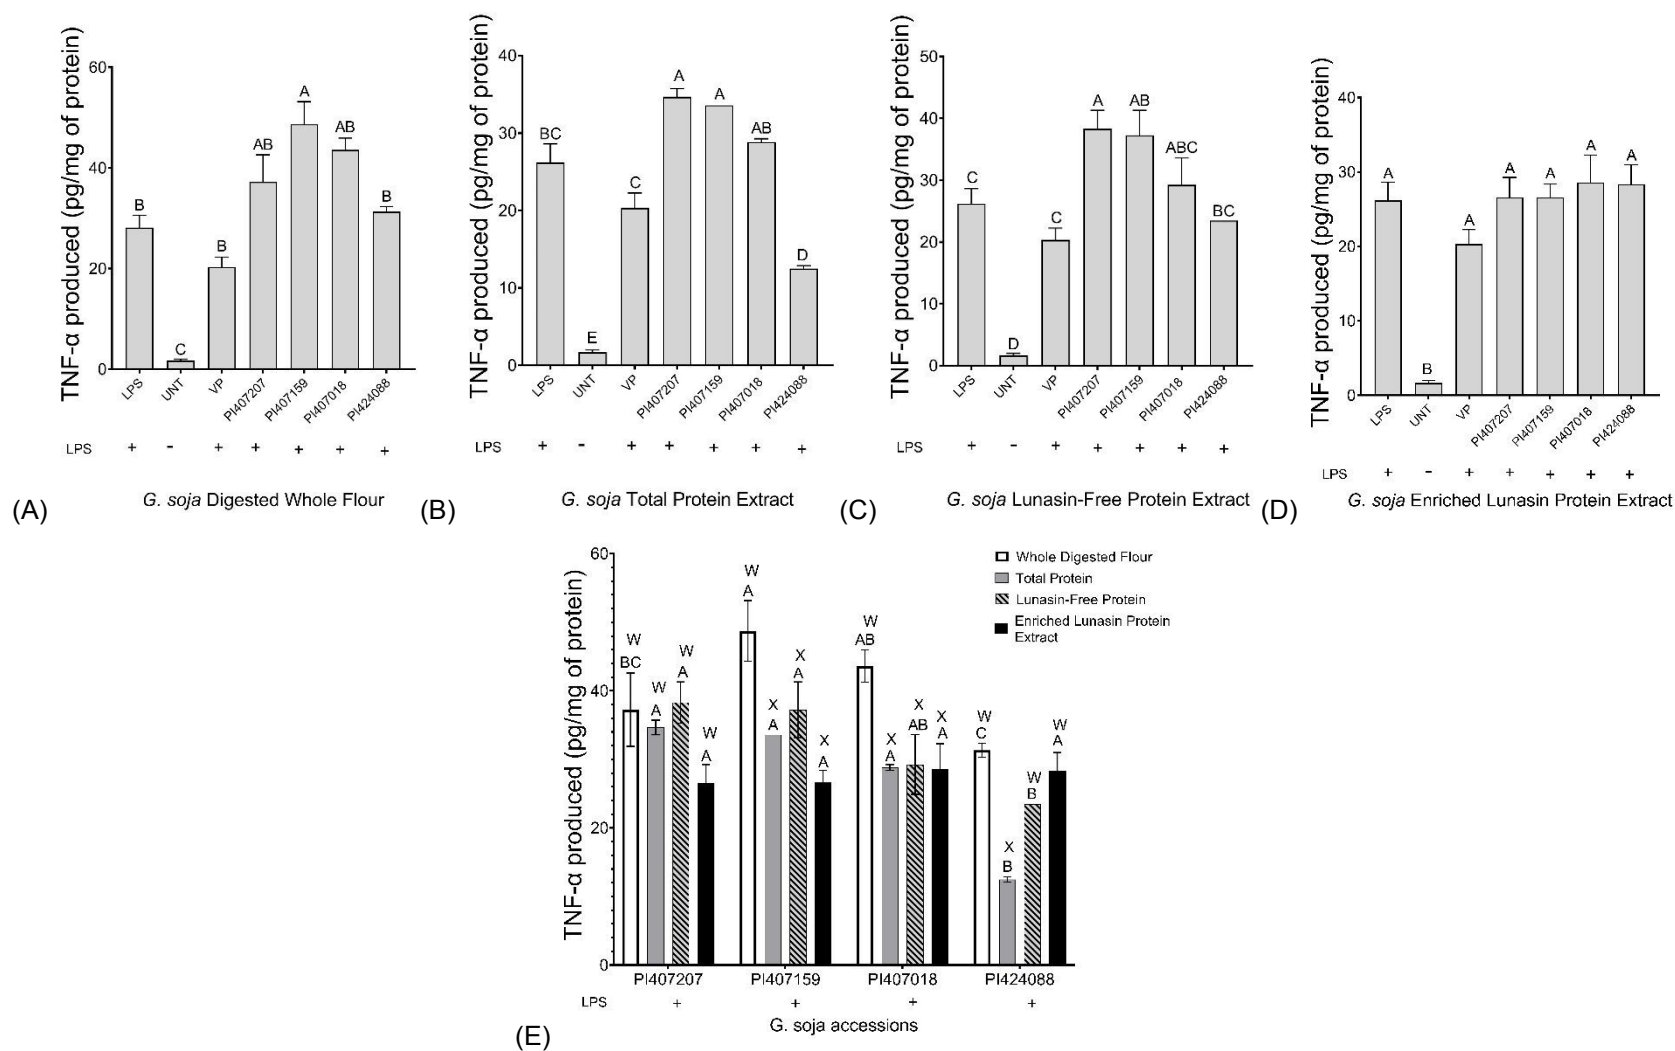 TNF-α produced (pg/mg of protein)
60
40
20
0
B
C
B
AB
A
AB
B
LPS
UNT
VP
PI407207
PI407159
PI407018
PI424088
LPS + - + + + + +
(A) G. soja Digested Whole Flour
TNF-α produced (pg/mg of protein)
40
30
20
10
0
BC
E
C
A
A
AB
D
LPS
UNT
VP
PI407207
PI407159
PI407018
PI424088
LPS + - + + + + +
(B) G. soja Total Protein Extract
TNF-α produced (pg/mg of protein)
50
40
30
20
10
0
C
D
C
A
AB
ABC
BC
LPS
UNT
VP
PI407207
PI407159
PI407018
PI424088
LPS + - + + + + +
(C) G. soja Lunasin-Free Protein Extract
TNF-α produced (pg/mg of protein)
40
30
20
10
0
A
B
A
A
A
A
A
LPS
UNT
VP
PI407207
PI407159
PI407018
PI424088
LPS + - + + + + +
(D) G. soja Enriched Lunasin Protein Extract
TNF-α produced (pg/mg of protein)
60
40
20
0
Whole Digested Flour
Total Protein
Lunasin-Free Protein
Enriched Lunasin Protein
Extract
W
BC
W
A
W
A
W
A
W
A
X
A
X
A
X
A
W
AB
X
A
X
AB
X
A
W
C
X
B
W
B
W
A
PI407207 PI407159 PI407018 PI424088
LPS + + + +
G. soja accessions
(E)